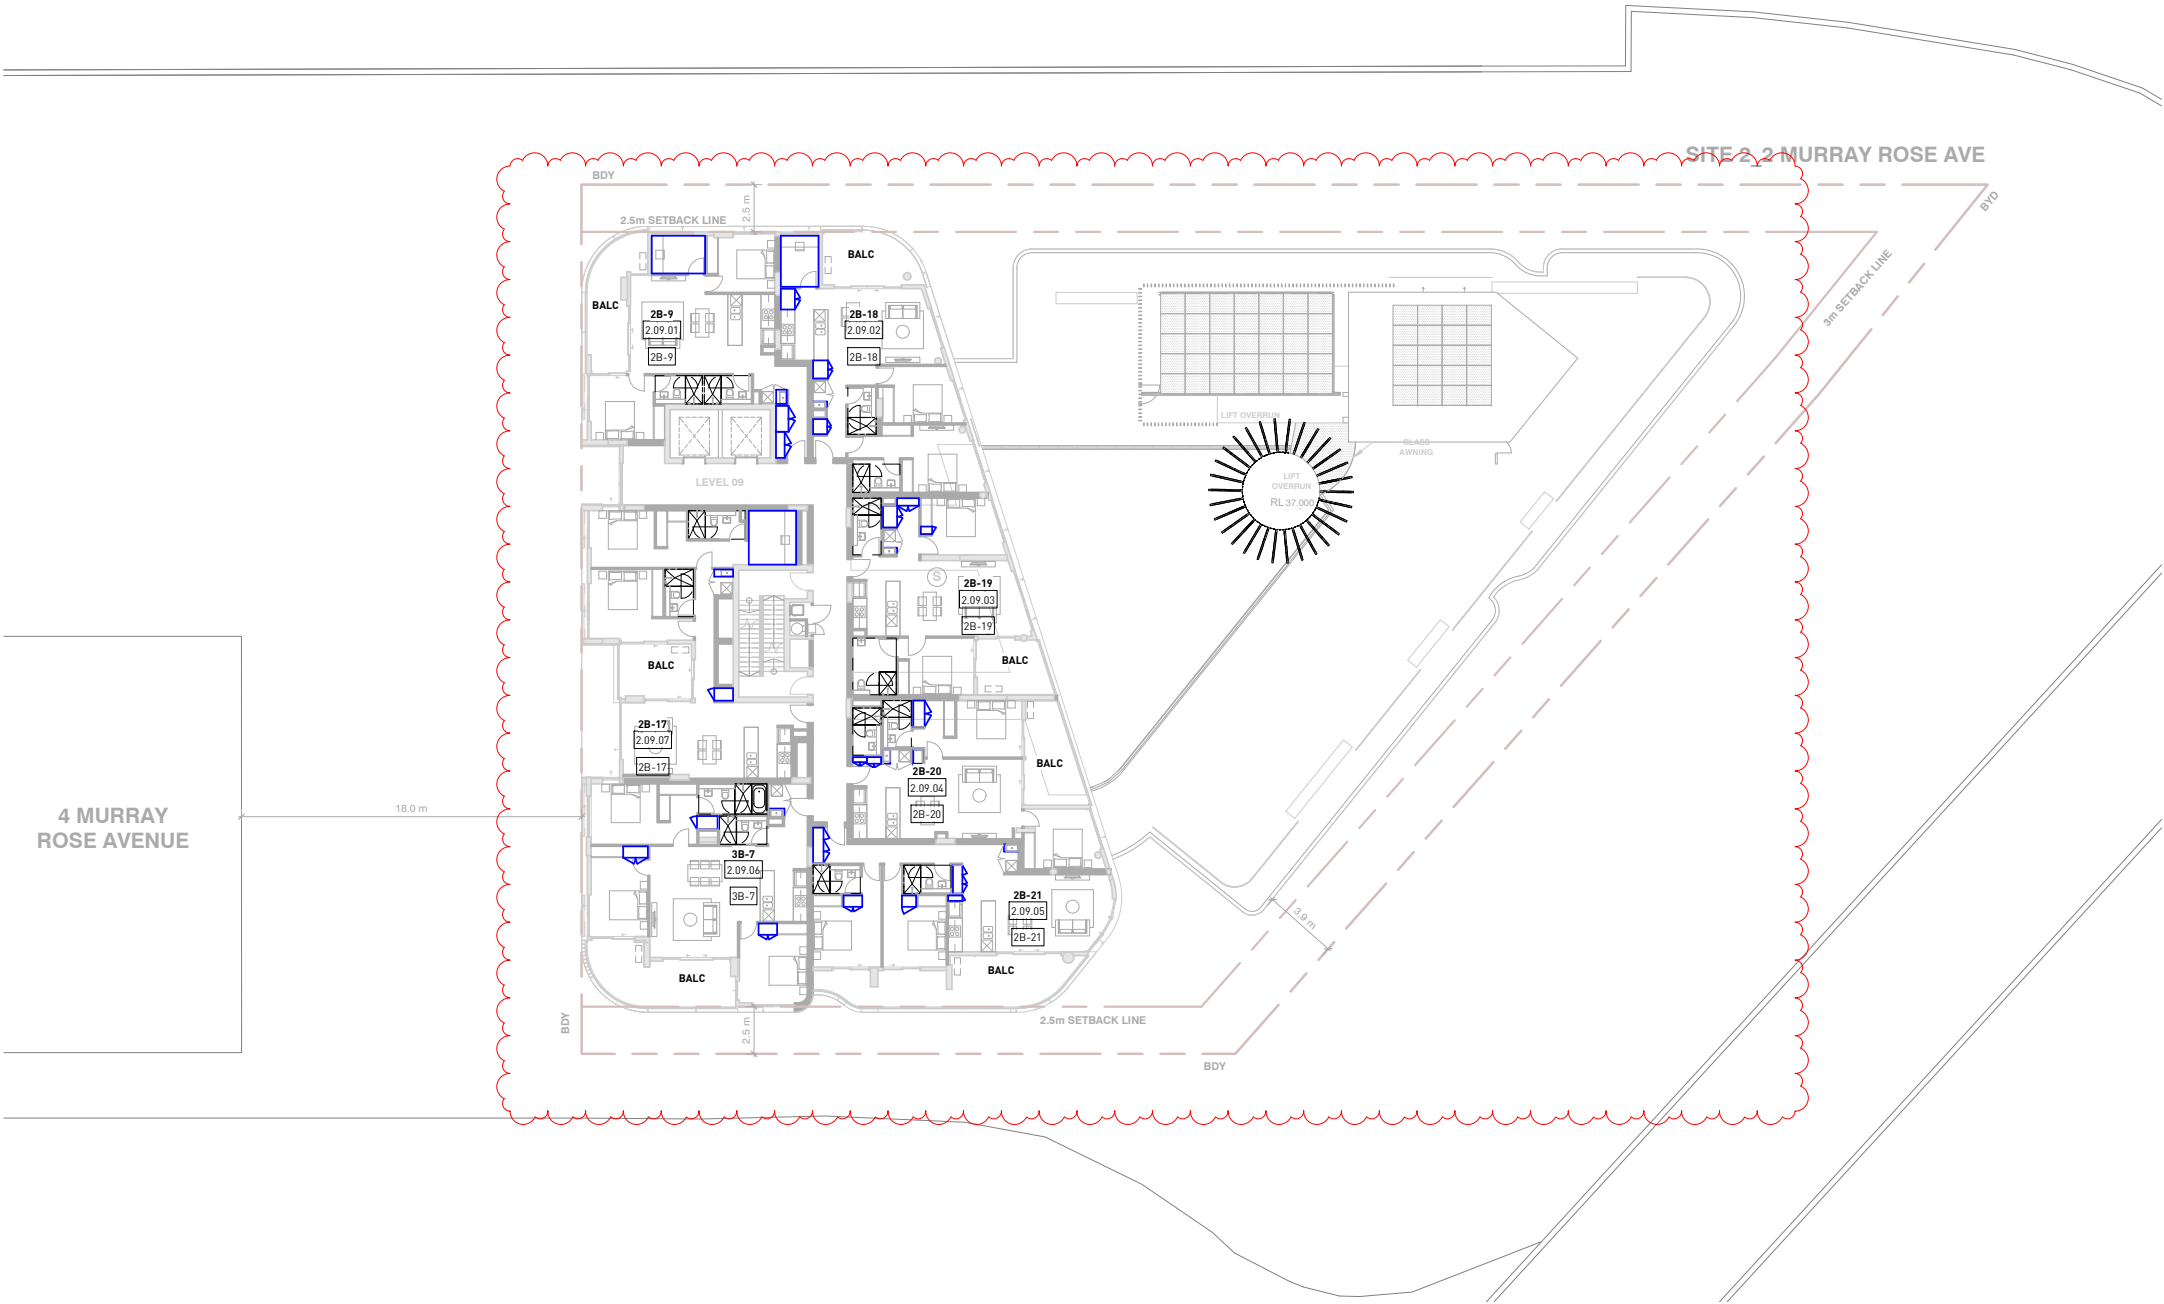 SITE 2_2 MURRAY ROSE AVE
BDY
BYD
2.5 m
2.5m SETBACK LINE
3m SETBACK LINE
BALC
BALC
2B-9
2.09.01
2B-9
2B-18
2.09.02
2B-18
LIFT OVERRUN
GLASS
AWNING
LEVEL 09
LIFT
OVERRUN
RL 37.000
S
2B-19
2.09.03
2B-19
BALC
BALC
2B-17
2.09.07
2B-17
BALC
2B-20
2.09.04
2B-20
4 MURRAY
ROSE AVENUE
18.0 m
3B-7
2.09.06
3B-7
2B-21
2.09.05
2B-21
3.9 m
BALC
BALC
BDY
2.5 m
2.5m SETBACK LINE
BDY